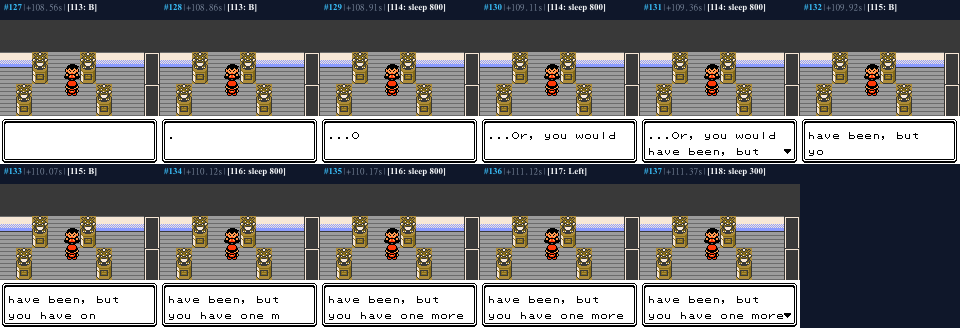 #127|+108.56s|[113: B]
#128|+108.86s|[113: B]
#129|+108.91s|[114: sleep 800]
#130|+109.11s|[114: sleep 800]
#131|+109.36s|[114: sleep 800]
#132|+109.92s|[115: B]
.
...O
...Or, you would
...Or, you would
have been, but
have been, but
yo
#133|+110.07s|[115: B]
#134|+110.12s|[116: sleep 800]
#135|+110.17s|[116: sleep 800]
#136|+111.12s|[117: Left]
#137|+111.37s|[118: sleep 300]
have been, but
you have on
have been, but
you have one m
have been, but
you have one more
have been, but
you have one more
have been, but
you have one more